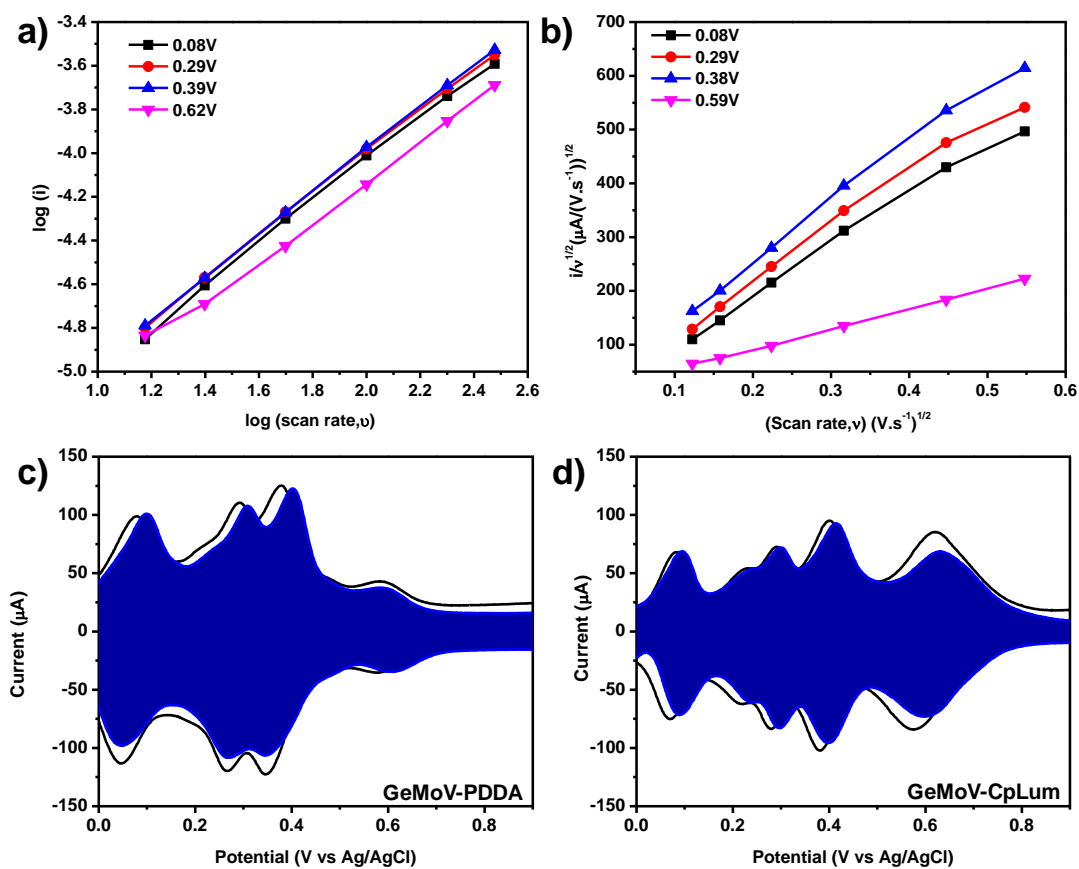 a)
0.08V
0.29V
0.39V
0.62V
-3.4
-3.6
-3.8
-4.0
-4.2
-4.4
-4.6
-4.8
-5.0
log (i)
1.0 1.2 1.4 1.6 1.8 2.0 2.2 2.4 2.6
log (scan rate,υ)
b)
0.08V
0.29V
0.38V
0.59V
700
600
500
400
300
200
100
i/ν^1/2(µA/(V.s⁻¹))^1/2
0.1 0.2 0.3 0.4 0.5 0.6
(Scan rate,ν) (V.s⁻¹)^1/2
c)
150
100
50
0
-50
-100
-150
Current (µA)
GeMoV-PDDA
0.0 0.2 0.4 0.6 0.8
Potential (V vs Ag/AgCl)
d)
150
100
50
0
-50
-100
-150
Current (µA)
GeMoV-CpLum
0.0 0.2 0.4 0.6 0.8
Potential (V vs Ag/AgCl)